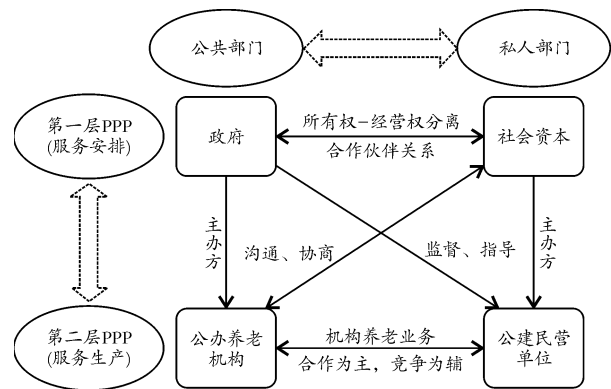 公共部门
私人部门
第一层PPP
(服务安排)
政府
所有权-经营权分离
合作伙伴关系
社会资本
主办方
沟通、协商
监督、指导
主办方
第二层PPP
(服务生产)
公办养老
机构
机构养老业务
合作为主，竞争为辅
公建民营
单位